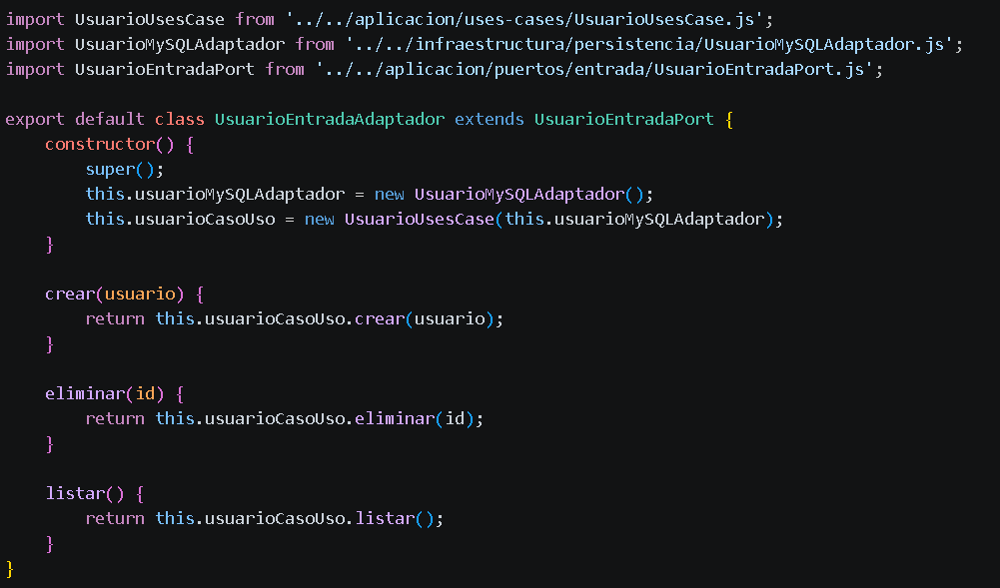 import UsuarioUsesCase from '../../aplicacion/uses-cases/UsuarioUsesCase.js';
import UsuarioMySQLAdaptador from '../../infraestructura/persistencia/UsuarioMySQLAdaptador.js';
import UsuarioEntradaPort from '../../aplicacion/puertos/entrada/UsuarioEntradaPort.js';

export default class UsuarioEntradaAdaptador extends UsuarioEntradaPort {
    constructor() {
        super();
        this.usuarioMySQLAdaptador = new UsuarioMySQLAdaptador();
        this.usuarioCasoUso = new UsuarioUsesCase(this.usuarioMySQLAdaptador);
    }

    crear(usuario) {
        return this.usuarioCasoUso.crear(usuario);
    }

    eliminar(id) {
        return this.usuarioCasoUso.eliminar(id);
    }

    listar() {
        return this.usuarioCasoUso.listar();
    }
}